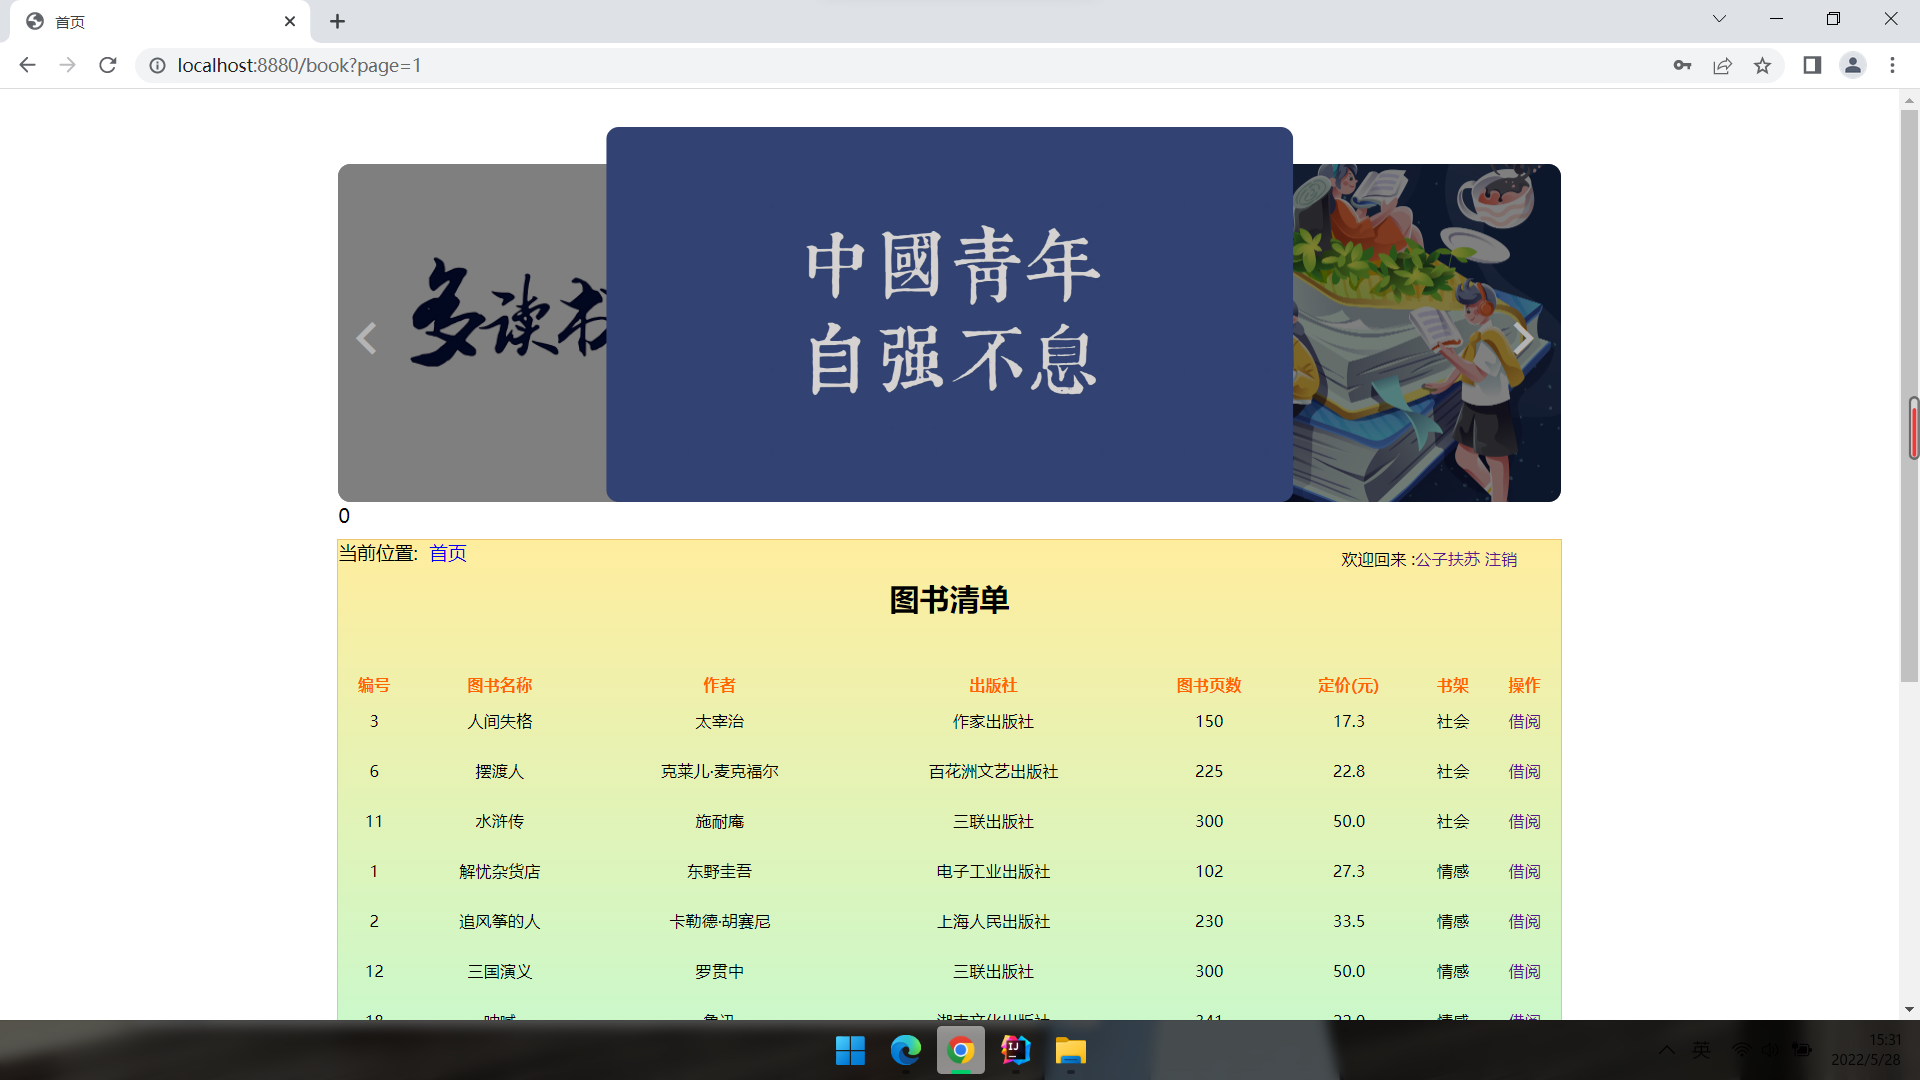 首页
localhost:8880/book?page=1
多读书
中國青年
自强不息
0
当前位置: 首页
欢迎回来 :公子扶苏 注销
图书清单
编号 图书名称 作者 出版社 图书页数 定价(元) 书架 操作
3 人间失格 太宰治 作家出版社 150 17.3 社会 借阅
6 摆渡人 克莱儿·麦克福尔 百花洲文艺出版社 225 22.8 社会 借阅
11 水浒传 施耐庵 三联出版社 300 50.0 社会 借阅
1 解忧杂货店 东野圭吾 电子工业出版社 102 27.3 情感 借阅
2 追风筝的人 卡勒德·胡赛尼 上海人民出版社 230 33.5 情感 借阅
12 三国演义 罗贯中 三联出版社 300 50.0 情感 借阅
英
15:31
2022/5/28